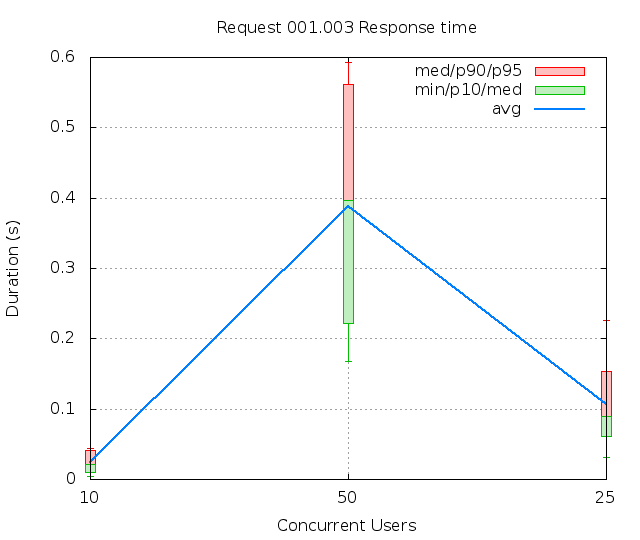 Request 001.003 Response time
med/p90/p95
min/p10/med
avg
0.6
0.5
0.4
0.3
0.2
0.1
0
Duration (s)
10 50 25
Concurrent Users